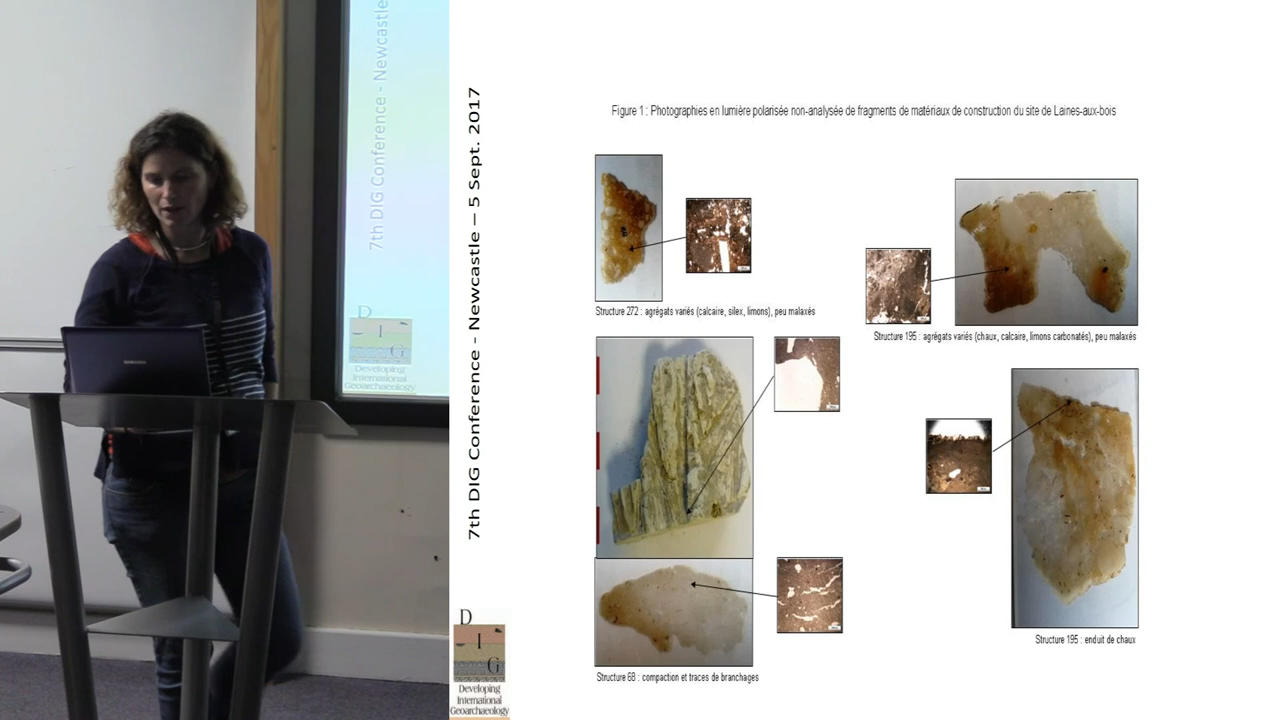 7th DIG Conference - Newcastle
D
I
G
Developing
International
Geoarchaeology
SAMSUNG
7th DIG Conference - Newcastle – 5 Sept. 2017
D
I
G
Developing
International
Geoarchaeology
Figure 1 : Photographies en lumière polarisée non-analysée de fragments de matériaux de construction du site de Laines-aux-bois
Structure 272 : agrégats variés (calcaire, silex, limons), peu malaxés
Structure 195 : agrégats variés (chaux, calcaire, limons carbonatés), peu malaxés
Structure 195 : enduit de chaux
Structure 68 : compaction et traces de branchages